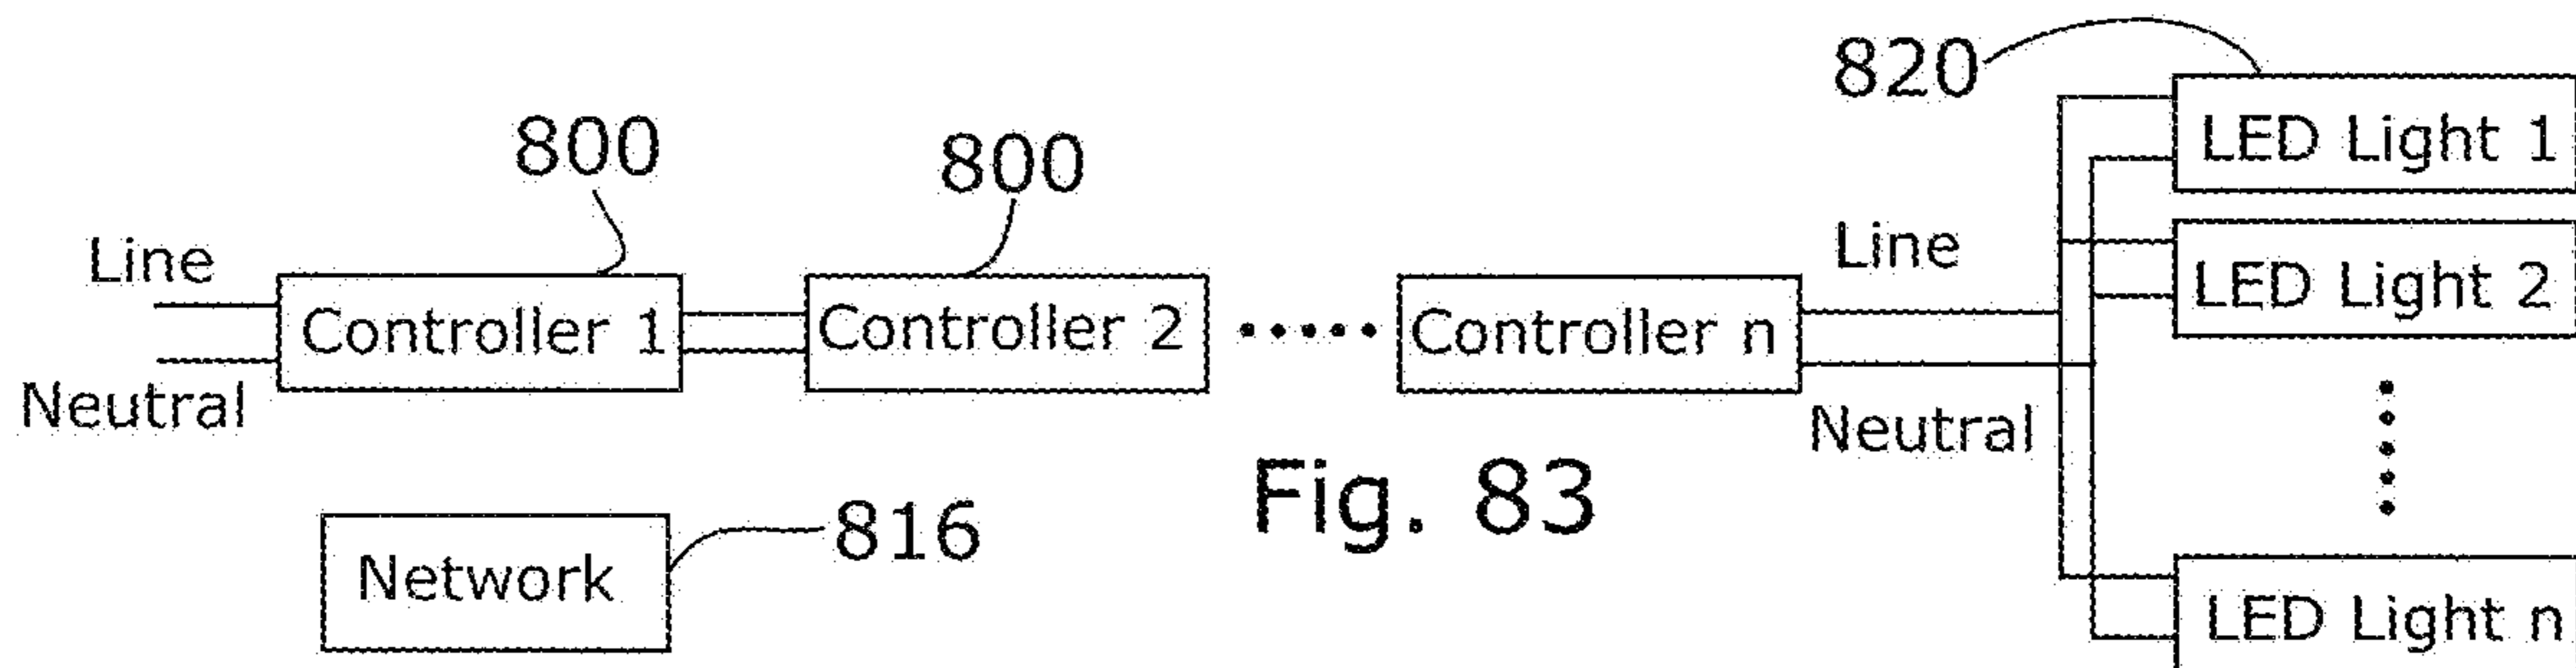 820
LED Light 1
800
800
Line
Line
LED Light 2
Controller 1
Controller 2
Controller n
Neutral
Neutral
Fig. 83
816
Network
LED Light n